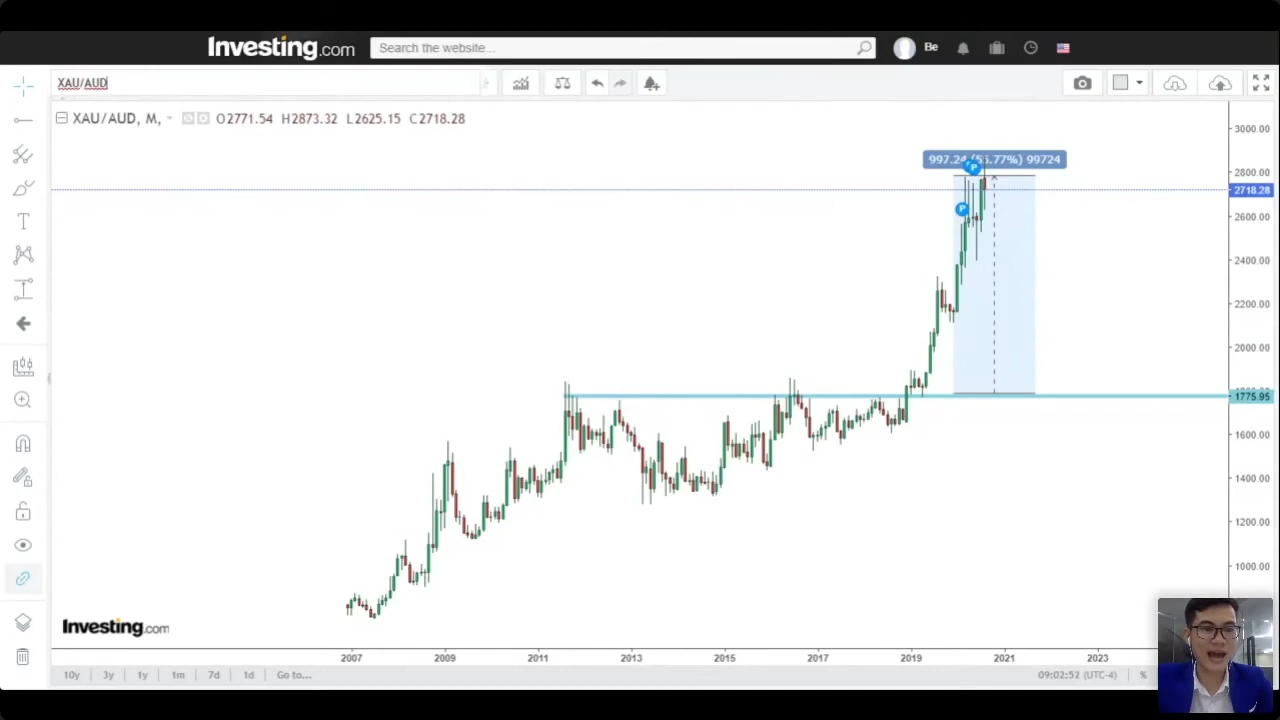 Investing.com
Search the website...
Be
XAU/AUD
XAU/AUD, M, O2771.54 H2873.32 L2625.15 C2718.28
997.24 (55.77%) 99724
P
P
3000.00
2800.00
2718.28
2600.00
2400.00
2200.00
2000.00
1775.95
1600.00
1400.00
1200.00
1000.00
Investing.com
2007 2009 2011 2013 2015 2017 2019 2021 2023
10y 3y 1y 1m 7d 1d Go to... 09:02:52 (UTC-4) %